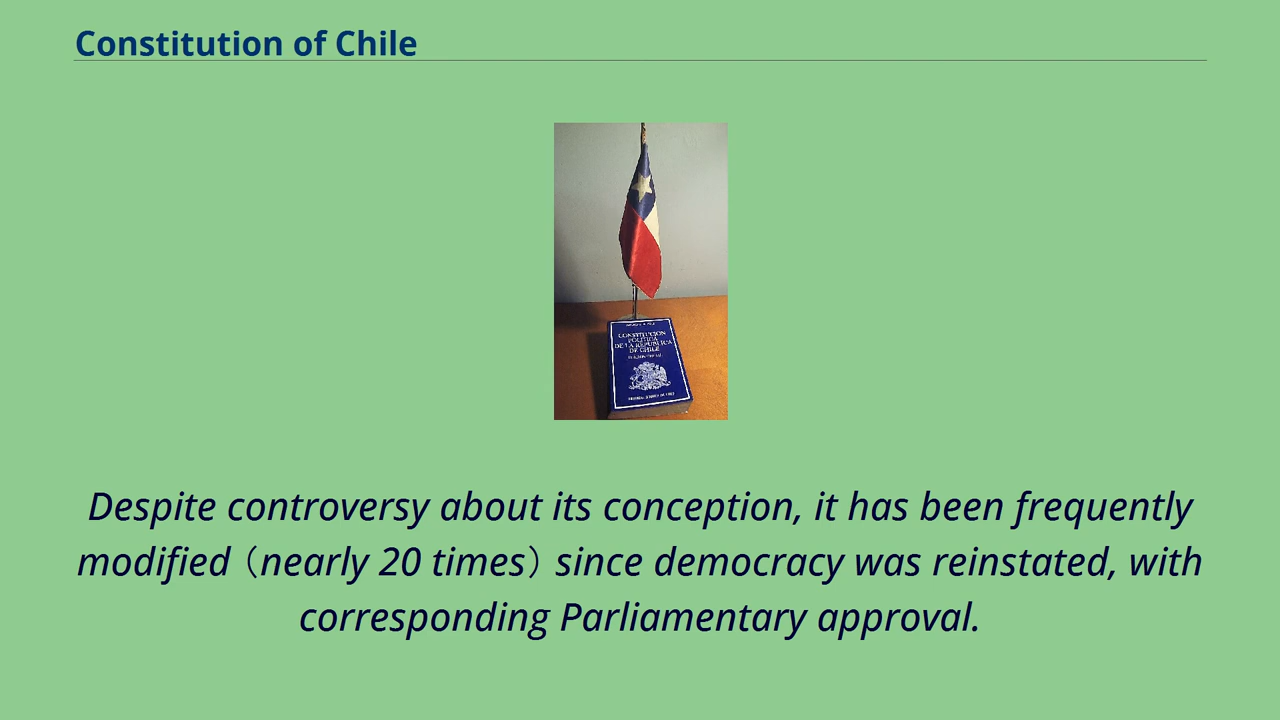 Constitution of Chile
CONSTITUCION
POLITICA
DE LA REPUBLICA
DE CHILE
Despite controversy about its conception, it has been frequently
modified（nearly 20 times）since democracy was reinstated, with
corresponding Parliamentary approval.